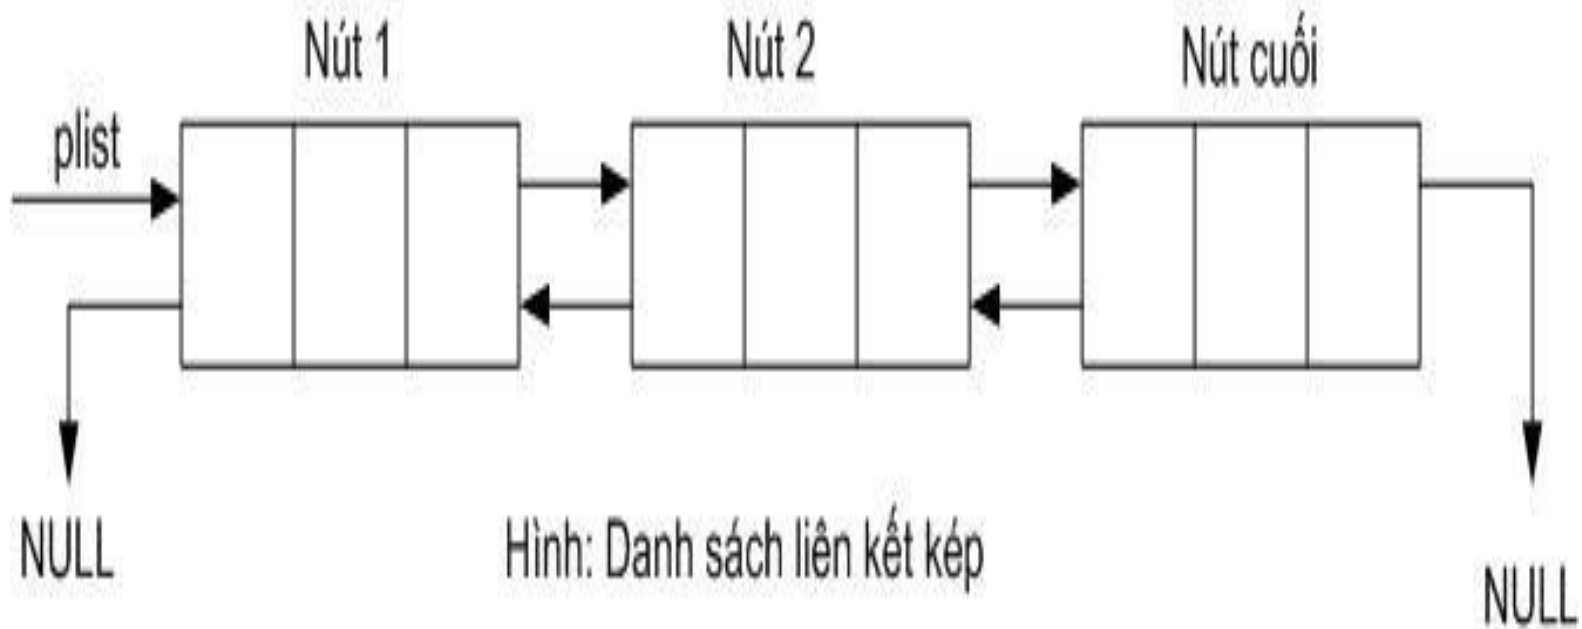 Nút 1
Nút 2
Nút cuối
plist
NULL
Hình: Danh sách liên kết kép
NULL